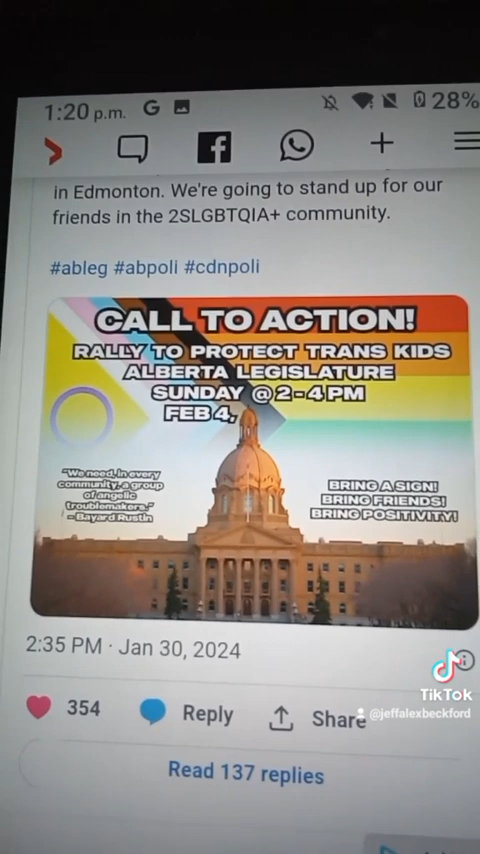 1:20 p.m.
28%
in Edmonton. We're going to stand up for our
friends in the 2SLGBTQIA+ community.
#ableg #abpoli #cdnpoli
CALL TO ACTION!
RALLY TO PROTECT TRANS KIDS
ALBERTA LEGISLATURE
SUNDAY @ 2-4 PM
FEB 4,
"We need, in every
community, a group
of angelic
troublemakers."
- Bayard Rustin
BRING A SIGN!
BRING FRIENDS!
BRING POSITIVITY!
2:35 PM · Jan 30, 2024
354
Reply
Share
Read 137 replies
TikTok
@jeffalexbeckford